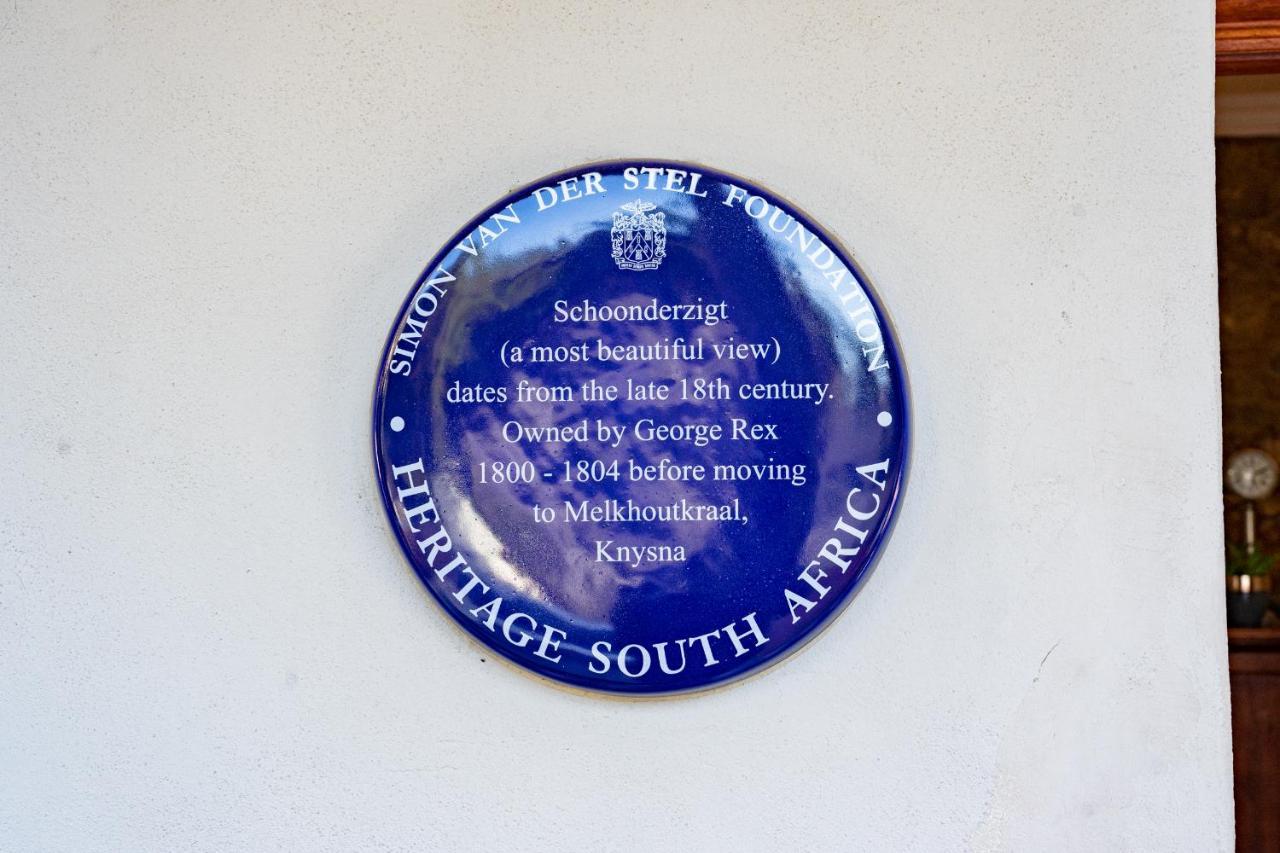 SIMON VAN DER STEL FOUNDATION
Schoonderzigt
(a most beautiful view)
dates from the late 18th century.
Owned by George Rex
1800 - 1804 before moving
to Melkhoutkraal,
Knysna
HERITAGE SOUTH AFRICA